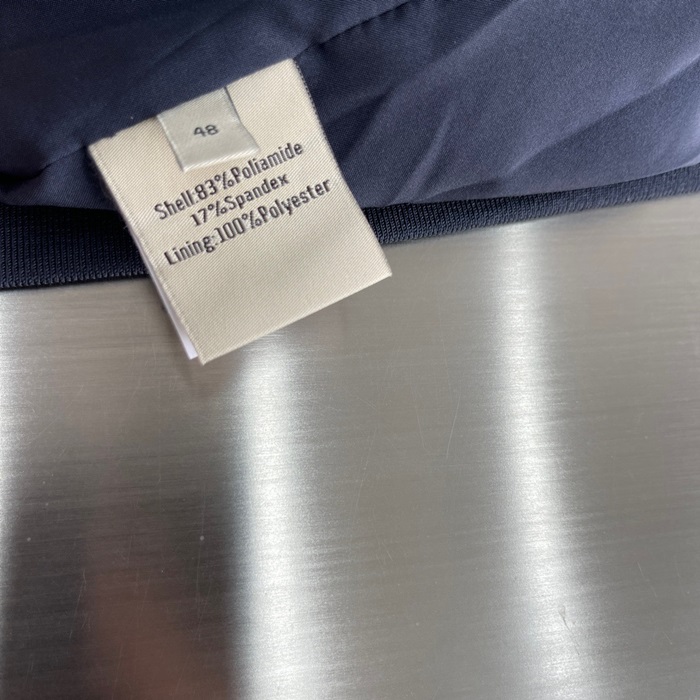 48
Shell:83%Poliamide
17%Spandex
Lining:100%Polyester